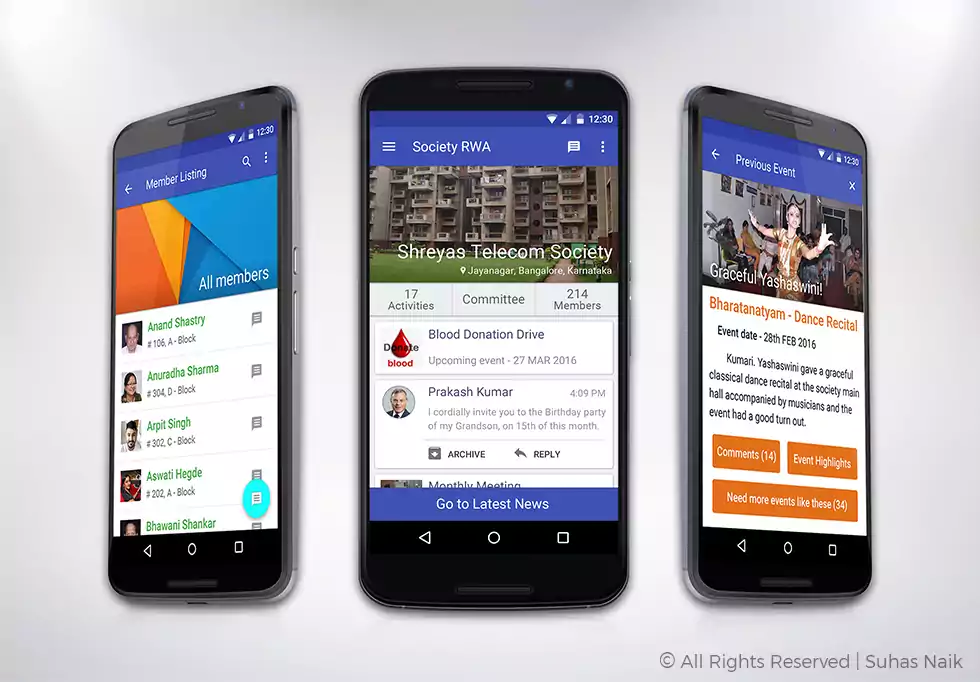 12:30
Member Listing
All members
Anand Shastry
# 106, A - Block
Anuradha Sharma
# 304, D - Block
Arpit Singh
# 302, C - Block
Aswati Hegde
# 202, A - Block
Bhawani Shankar
12:30
Society RWA
Shreyas Telecom Society
Jayanagar, Bangalore, Karnataka
17
Activities
Committee
214
Members
Donate
blood
Blood Donation Drive
Upcoming event - 27 MAR 2016
Prakash Kumar
4:09 PM
I cordially invite you to the Birthday party
of my Grandson, on 15th of this month.
ARCHIVE
REPLY
Monthly Meeting
Go to Latest News
12:30
Previous Event
Graceful Yashaswini!
Bharatanatyam - Dance Recital
Event date - 28th FEB 2016
Kumari. Yashaswini gave a graceful
classical dance recital at the society main
hall accompanied by musicians and the
event had a good turn out.
Comments (14)
Event Highlights
Need more events like these (34)
© All Rights Reserved | Suhas Naik